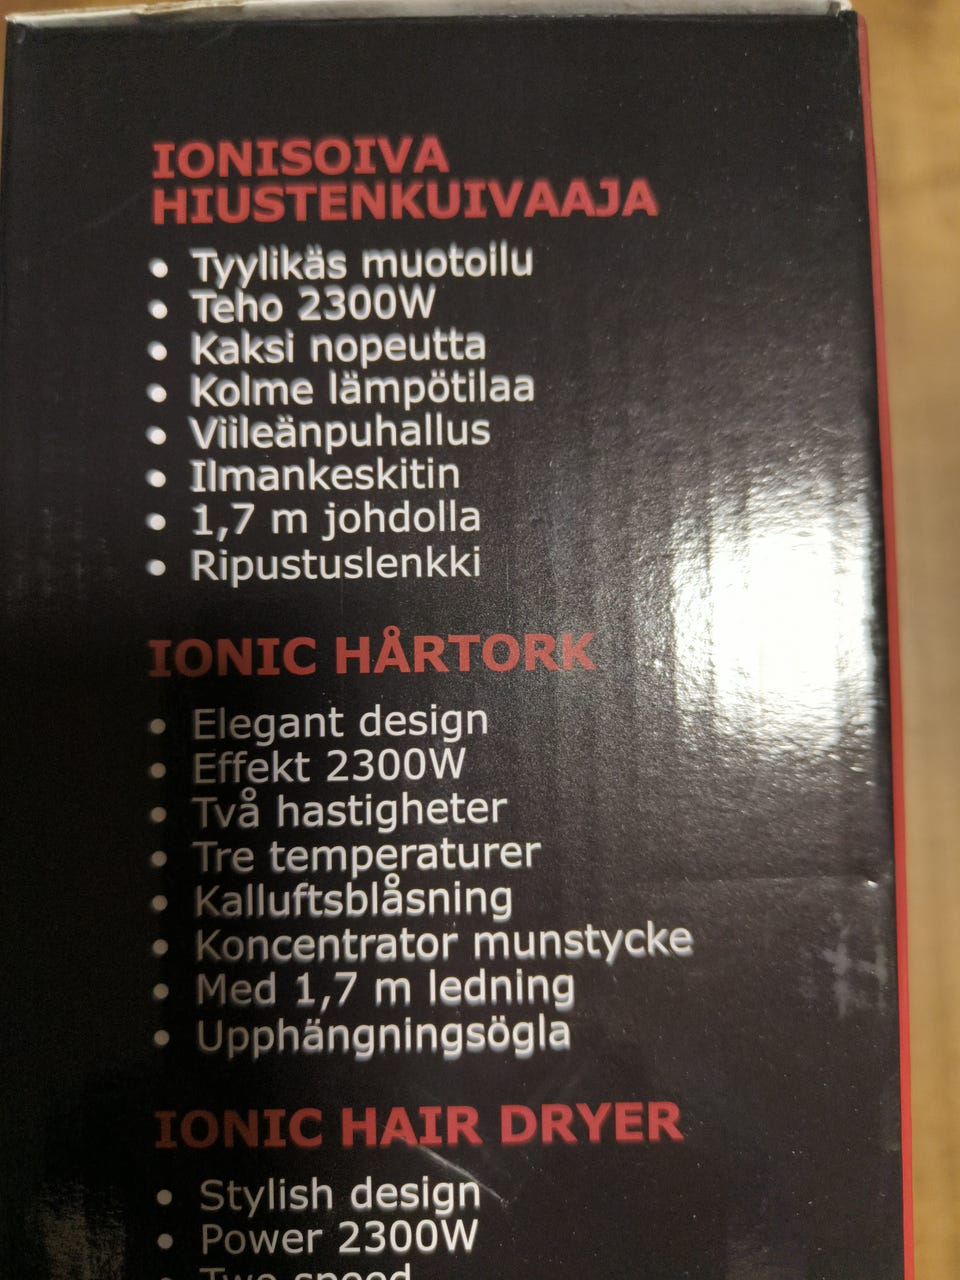 IONISOIVA
HIUSTENKUIVAAJA
• Tyylikäs muotoilu
• Teho 2300W
• Kaksi nopeutta
• Kolme lämpötilaa
• Viileänpuhallus
• Ilmankeskitin
• 1,7 m johdolla
• Ripustuslenkki
IONIC HÅRTORK
• Elegant design
• Effekt 2300W
• Två hastigheter
• Tre temperaturer
• Kalluftsblåsning
• Koncentrator munstycke
• Med 1,7 m ledning
• Upphängningsögla
IONIC HAIR DRYER
• Stylish design
• Power 2300W
• Two speed